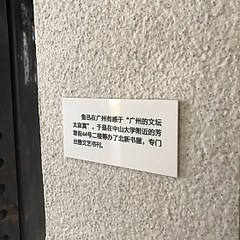 鲁迅在广州有感于“广州的文坛
太寂寞”，于是在中山大学附近的芳
草街44号二楼筹办了北新书屋，专门
出售文艺书刊。